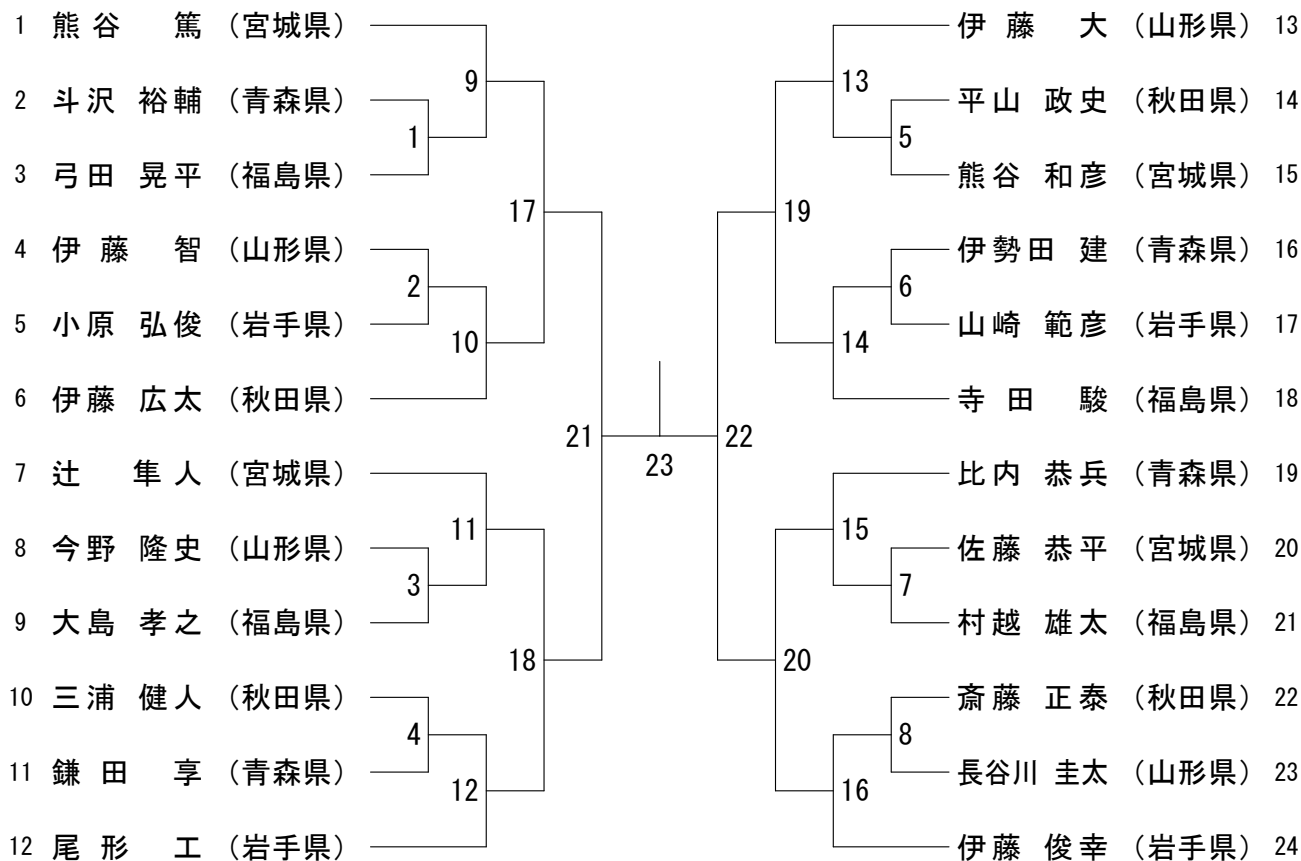 1 熊谷 篤 (宮城県)
2 斗沢 裕輔 (青森県)
3 弓田 晃平 (福島県)
4 伊藤 智 (山形県)
5 小原 弘俊 (岩手県)
6 伊藤 広太 (秋田県)
7 辻 隼人 (宮城県)
8 今野 隆史 (山形県)
9 大島 孝之 (福島県)
10 三浦 健人 (秋田県)
11 鎌田 享 (青森県)
12 尾形 工 (岩手県)
9
1
17
2
10
21
11
3
18
4
12
23
13
5
19
6
14
22
15
7
20
8
16
伊藤 大 (山形県) 13
平山 政史 (秋田県) 14
熊谷 和彦 (宮城県) 15
伊勢田 建 (青森県) 16
山崎 範彦 (岩手県) 17
寺田 駿 (福島県) 18
比内 恭兵 (青森県) 19
佐藤 恭平 (宮城県) 20
村越 雄太 (福島県) 21
斎藤 正泰 (秋田県) 22
長谷川 圭太 (山形県) 23
伊藤 俊幸 (岩手県) 24